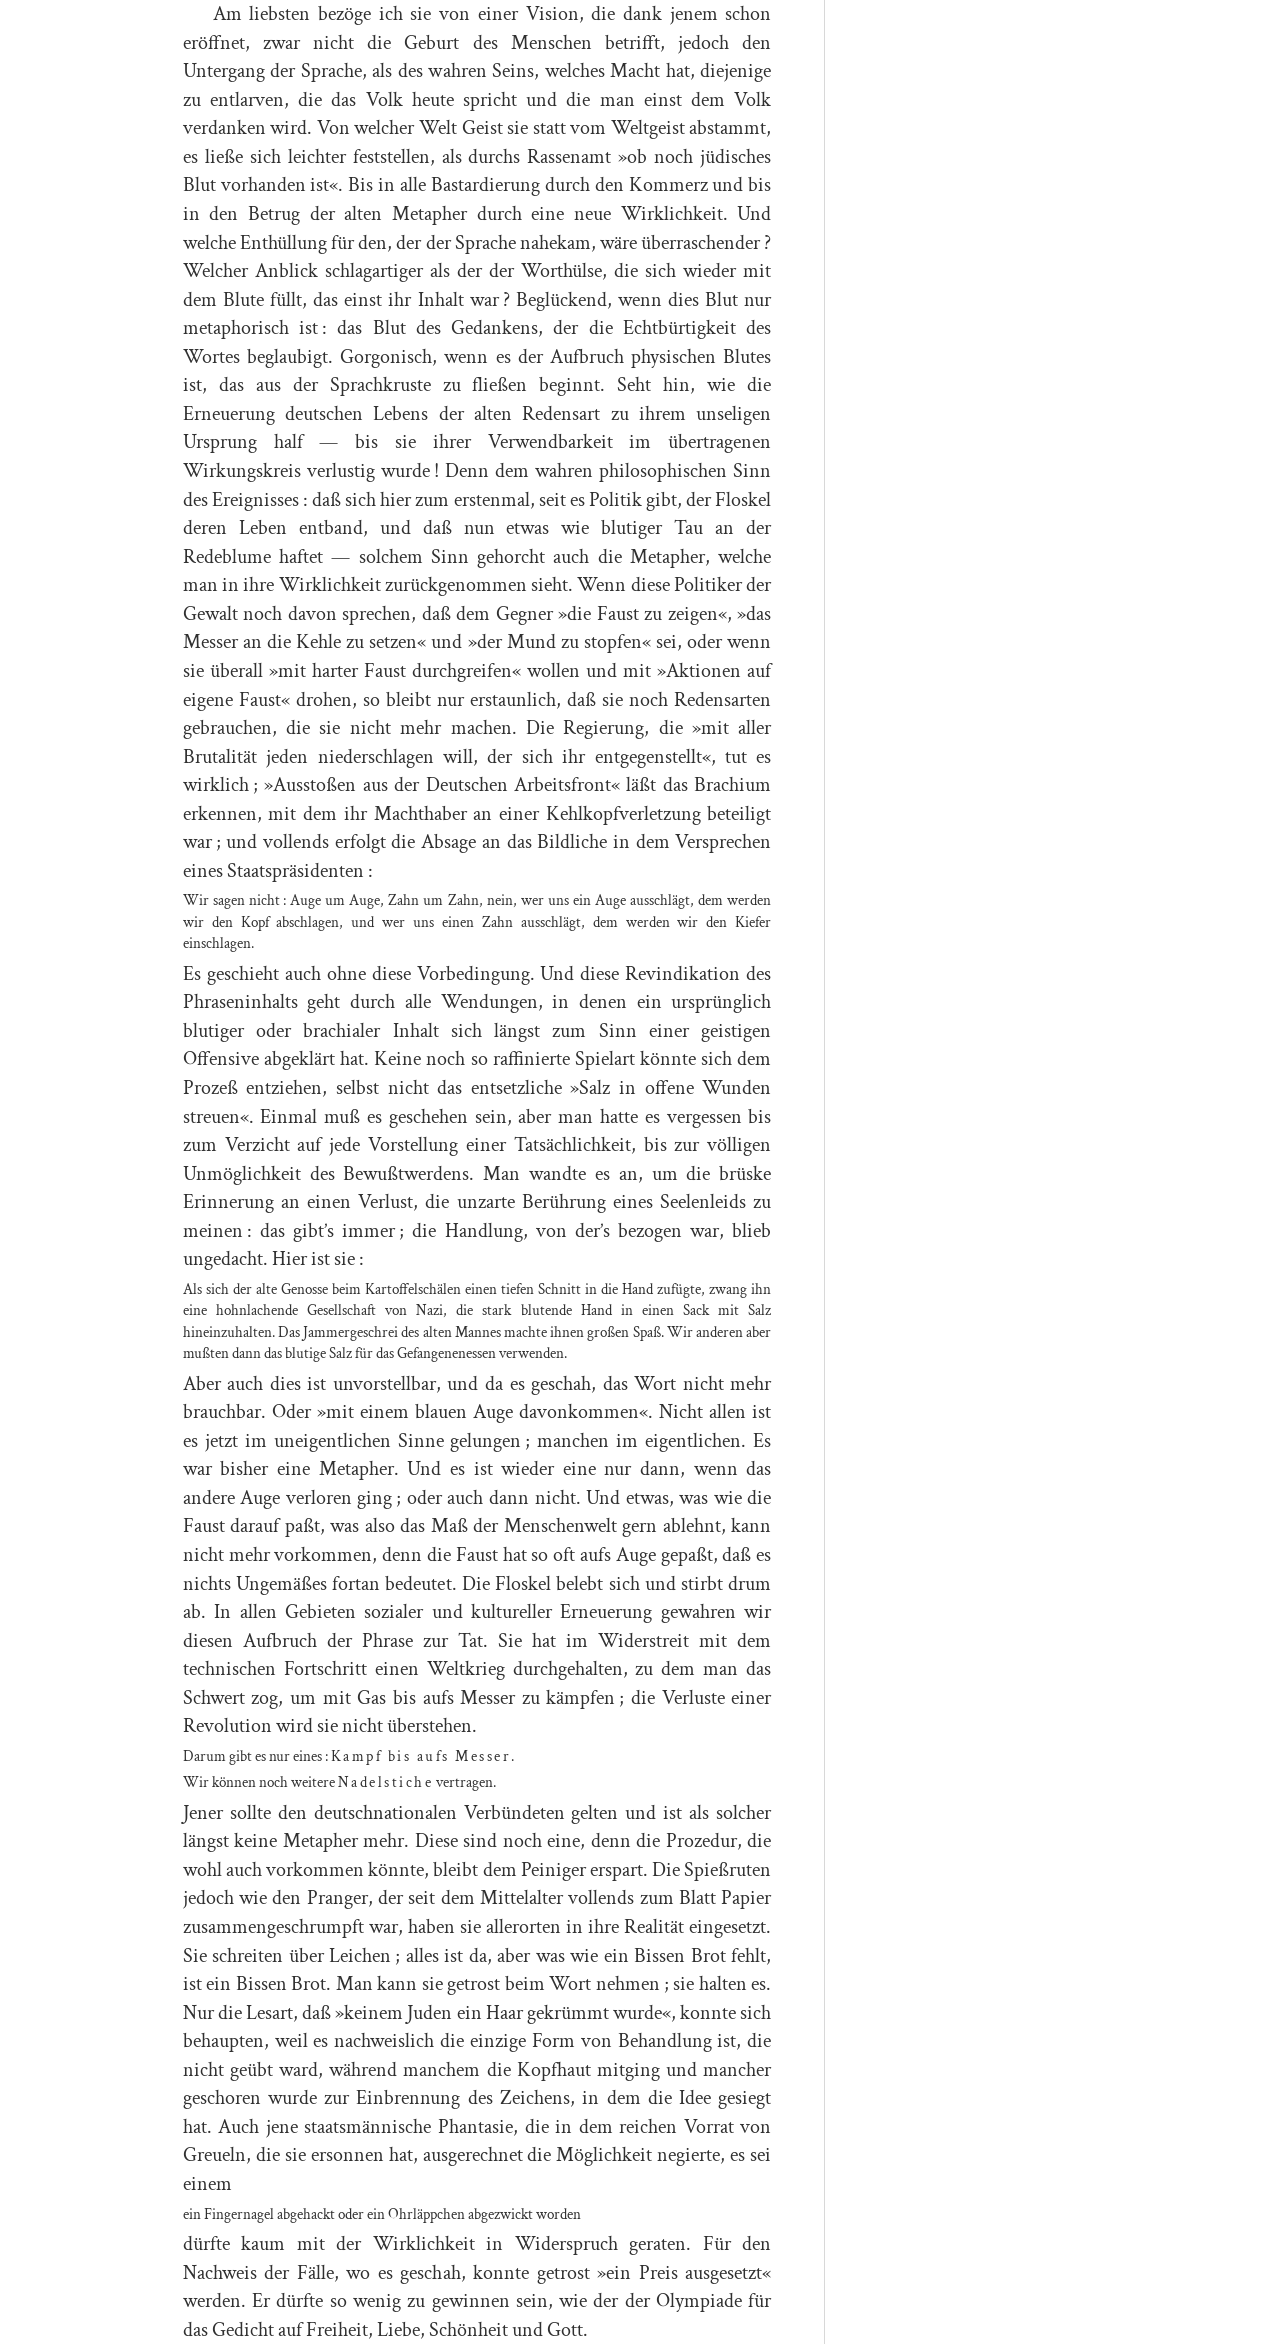 Am liebsten bezöge ich sie von einer Vision, die dank jenem schon
eröffnet, zwar nicht die Geburt des Menschen betrifft, jedoch den
Untergang der Sprache, als des wahren Seins, welches Macht hat, diejenige
zu entlarven, die das Volk heute spricht und die man einst dem Volk
verdanken wird. Von welcher Welt Geist sie statt vom Weltgeist abstammt,
es ließe sich leichter feststellen, als durchs Rassenamt »ob noch jüdisches
Blut vorhanden ist«. Bis in alle Bastardierung durch den Kommerz und bis
in den Betrug der alten Metapher durch eine neue Wirklichkeit. Und
welche Enthüllung für den, der der Sprache nahekam, wäre überraschender ?
Welcher Anblick schlagartiger als der der Worthülse, die sich wieder mit
dem Blute füllt, das einst ihr Inhalt war ? Beglückend, wenn dies Blut nur
metaphorisch ist : das Blut des Gedankens, der die Echtbürtigkeit des
Wortes beglaubigt. Gorgonisch, wenn es der Aufbruch physischen Blutes
ist, das aus der Sprachkruste zu fließen beginnt. Seht hin, wie die
Erneuerung deutschen Lebens der alten Redensart zu ihrem unseligen
Ursprung half — bis sie ihrer Verwendbarkeit im übertragenen
Wirkungskreis verlustig wurde ! Denn dem wahren philosophischen Sinn
des Ereignisses : daß sich hier zum erstenmal, seit es Politik gibt, der Floskel
deren Leben entband, und daß nun etwas wie blutiger Tau an der
Redeblume haftet — solchem Sinn gehorcht auch die Metapher, welche
man in ihre Wirklichkeit zurückgenommen sieht. Wenn diese Politiker der
Gewalt noch davon sprechen, daß dem Gegner »die Faust zu zeigen«, »das
Messer an die Kehle zu setzen« und »der Mund zu stopfen« sei, oder wenn
sie überall »mit harter Faust durchgreifen« wollen und mit »Aktionen auf
eigene Faust« drohen, so bleibt nur erstaunlich, daß sie noch Redensarten
gebrauchen, die sie nicht mehr machen. Die Regierung, die »mit aller
Brutalität jeden niederschlagen will, der sich ihr entgegenstellt«, tut es
wirklich ; »Ausstoßen aus der Deutschen Arbeitsfront« läßt das Brachium
erkennen, mit dem ihr Machthaber an einer Kehlkopfverletzung beteiligt
war ; und vollends erfolgt die Absage an das Bildliche in dem Versprechen
eines Staatspräsidenten :
Wir sagen nicht : Auge um Auge, Zahn um Zahn, nein, wer uns ein Auge ausschlägt, dem werden
wir den Kopf abschlagen, und wer uns einen Zahn ausschlägt, dem werden wir den Kiefer
einschlagen.
Es geschieht auch ohne diese Vorbedingung. Und diese Revindikation des
Phraseninhalts geht durch alle Wendungen, in denen ein ursprünglich
blutiger oder brachialer Inhalt sich längst zum Sinn einer geistigen
Offensive abgeklärt hat. Keine noch so raffinierte Spielart könnte sich dem
Prozeß entziehen, selbst nicht das entsetzliche »Salz in offene Wunden
streuen«. Einmal muß es geschehen sein, aber man hatte es vergessen bis
zum Verzicht auf jede Vorstellung einer Tatsächlichkeit, bis zur völligen
Unmöglichkeit des Bewußtwerdens. Man wandte es an, um die brüske
Erinnerung an einen Verlust, die unzarte Berührung eines Seelenleids zu
meinen : das gibt’s immer ; die Handlung, von der’s bezogen war, blieb
ungedacht. Hier ist sie :
Als sich der alte Genosse beim Kartoffelschälen einen tiefen Schnitt in die Hand zufügte, zwang ihn
eine hohnlachende Gesellschaft von Nazi, die stark blutende Hand in einen Sack mit Salz
hineinzuhalten. Das Jammergeschrei des alten Mannes machte ihnen großen Spaß. Wir anderen aber
mußten dann das blutige Salz für das Gefangenenessen verwenden.
Aber auch dies ist unvorstellbar, und da es geschah, das Wort nicht mehr
brauchbar. Oder »mit einem blauen Auge davonkommen«. Nicht allen ist
es jetzt im uneigentlichen Sinne gelungen ; manchen im eigentlichen. Es
war bisher eine Metapher. Und es ist wieder eine nur dann, wenn das
andere Auge verloren ging ; oder auch dann nicht. Und etwas, was wie die
Faust darauf paßt, was also das Maß der Menschenwelt gern ablehnt, kann
nicht mehr vorkommen, denn die Faust hat so oft aufs Auge gepaßt, daß es
nichts Ungemäßes fortan bedeutet. Die Floskel belebt sich und stirbt drum
ab. In allen Gebieten sozialer und kultureller Erneuerung gewahren wir
diesen Aufbruch der Phrase zur Tat. Sie hat im Widerstreit mit dem
technischen Fortschritt einen Weltkrieg durchgehalten, zu dem man das
Schwert zog, um mit Gas bis aufs Messer zu kämpfen ; die Verluste einer
Revolution wird sie nicht überstehen.
Darum gibt es nur eines : Kampf bis aufs Messer.
Wir können noch weitere Nadelstiche vertragen.
Jener sollte den deutschnationalen Verbündeten gelten und ist als solcher
längst keine Metapher mehr. Diese sind noch eine, denn die Prozedur, die
wohl auch vorkommen könnte, bleibt dem Peiniger erspart. Die Spießruten
jedoch wie den Pranger, der seit dem Mittelalter vollends zum Blatt Papier
zusammengeschrumpft war, haben sie allerorten in ihre Realität eingesetzt.
Sie schreiten über Leichen ; alles ist da, aber was wie ein Bissen Brot fehlt,
ist ein Bissen Brot. Man kann sie getrost beim Wort nehmen ; sie halten es.
Nur die Lesart, daß »keinem Juden ein Haar gekrümmt wurde«, konnte sich
behaupten, weil es nachweislich die einzige Form von Behandlung ist, die
nicht geübt ward, während manchem die Kopfhaut mitging und mancher
geschoren wurde zur Einbrennung des Zeichens, in dem die Idee gesiegt
hat. Auch jene staatsmännische Phantasie, die in dem reichen Vorrat von
Greueln, die sie ersonnen hat, ausgerechnet die Möglichkeit negierte, es sei
einem
ein Fingernagel abgehackt oder ein Ohrläppchen abgezwickt worden
dürfte kaum mit der Wirklichkeit in Widerspruch geraten. Für den
Nachweis der Fälle, wo es geschah, konnte getrost »ein Preis ausgesetzt«
werden. Er dürfte so wenig zu gewinnen sein, wie der der Olympiade für
das Gedicht auf Freiheit, Liebe, Schönheit und Gott.